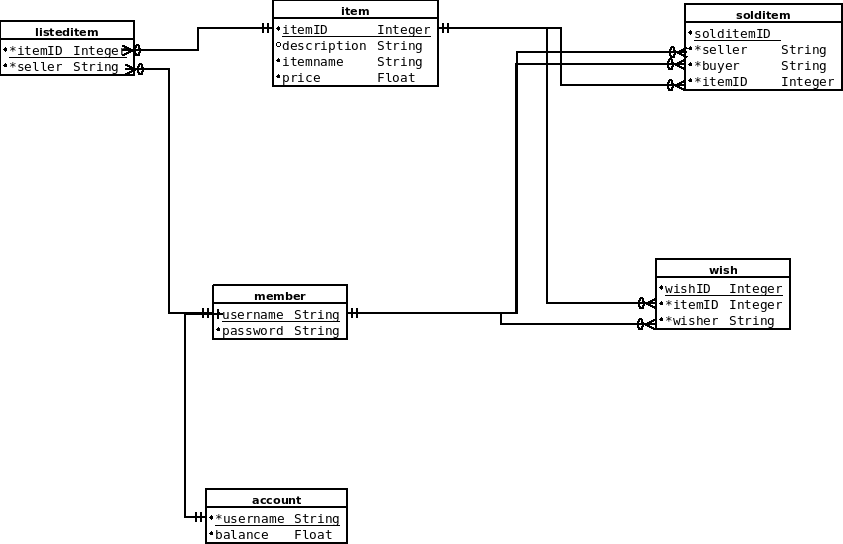 listeditem
*itemID Integer
*seller String
item
itemID Integer
description String
itemname String
price Float
solditem
solditemID
*seller String
*buyer String
*itemID Integer
wish
wishID Integer
*itemID Integer
*wisher String
member
username String
password String
account
*username String
balance Float